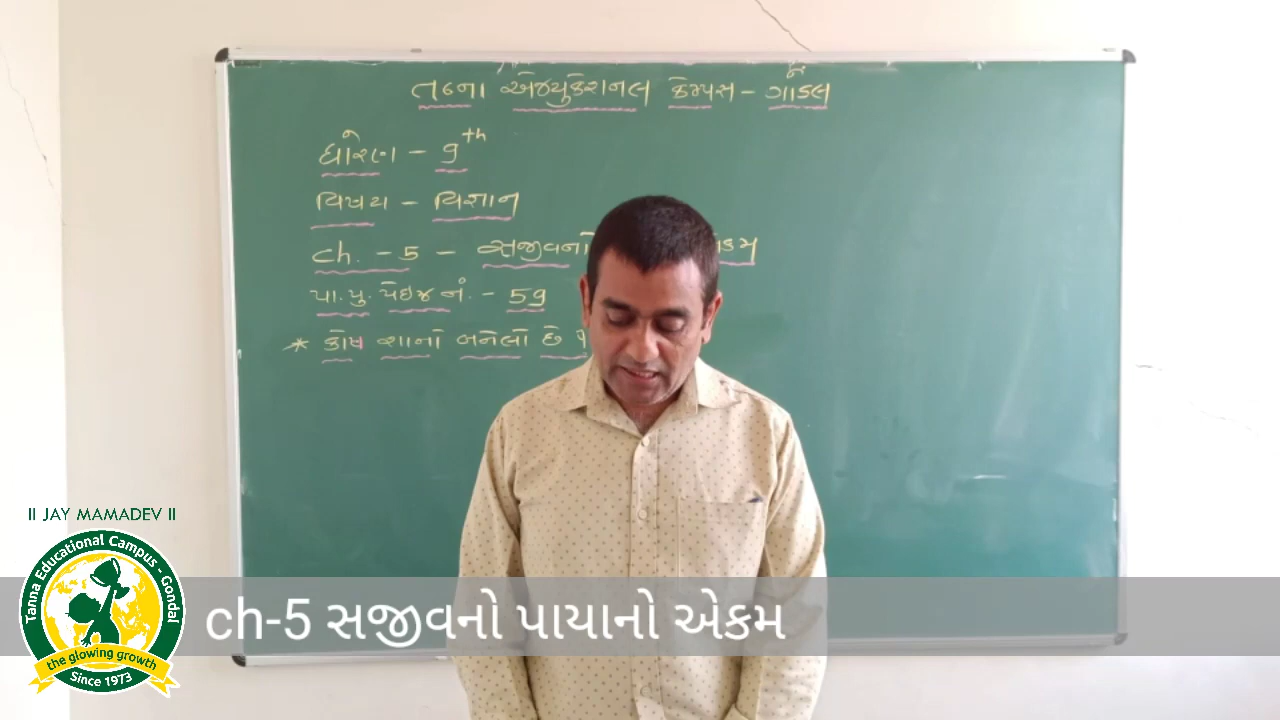 તન્ના એજ્યુકેશનલ કેમ્પસ - ગોંડલ
ધોરણ - 9th
વિષય - વિજ્ઞાન
ch. - 5 - સજીવનો કમ
પા.પુ. પેઇજ નં. - 59
* કોષ શાનો બનેલો છે ?
II JAY MAMADEV II
Tanna Educational Campus - Gondal
the glowing growth
Since 1973
ch-5 સજીવનો પાયાનો એકમ